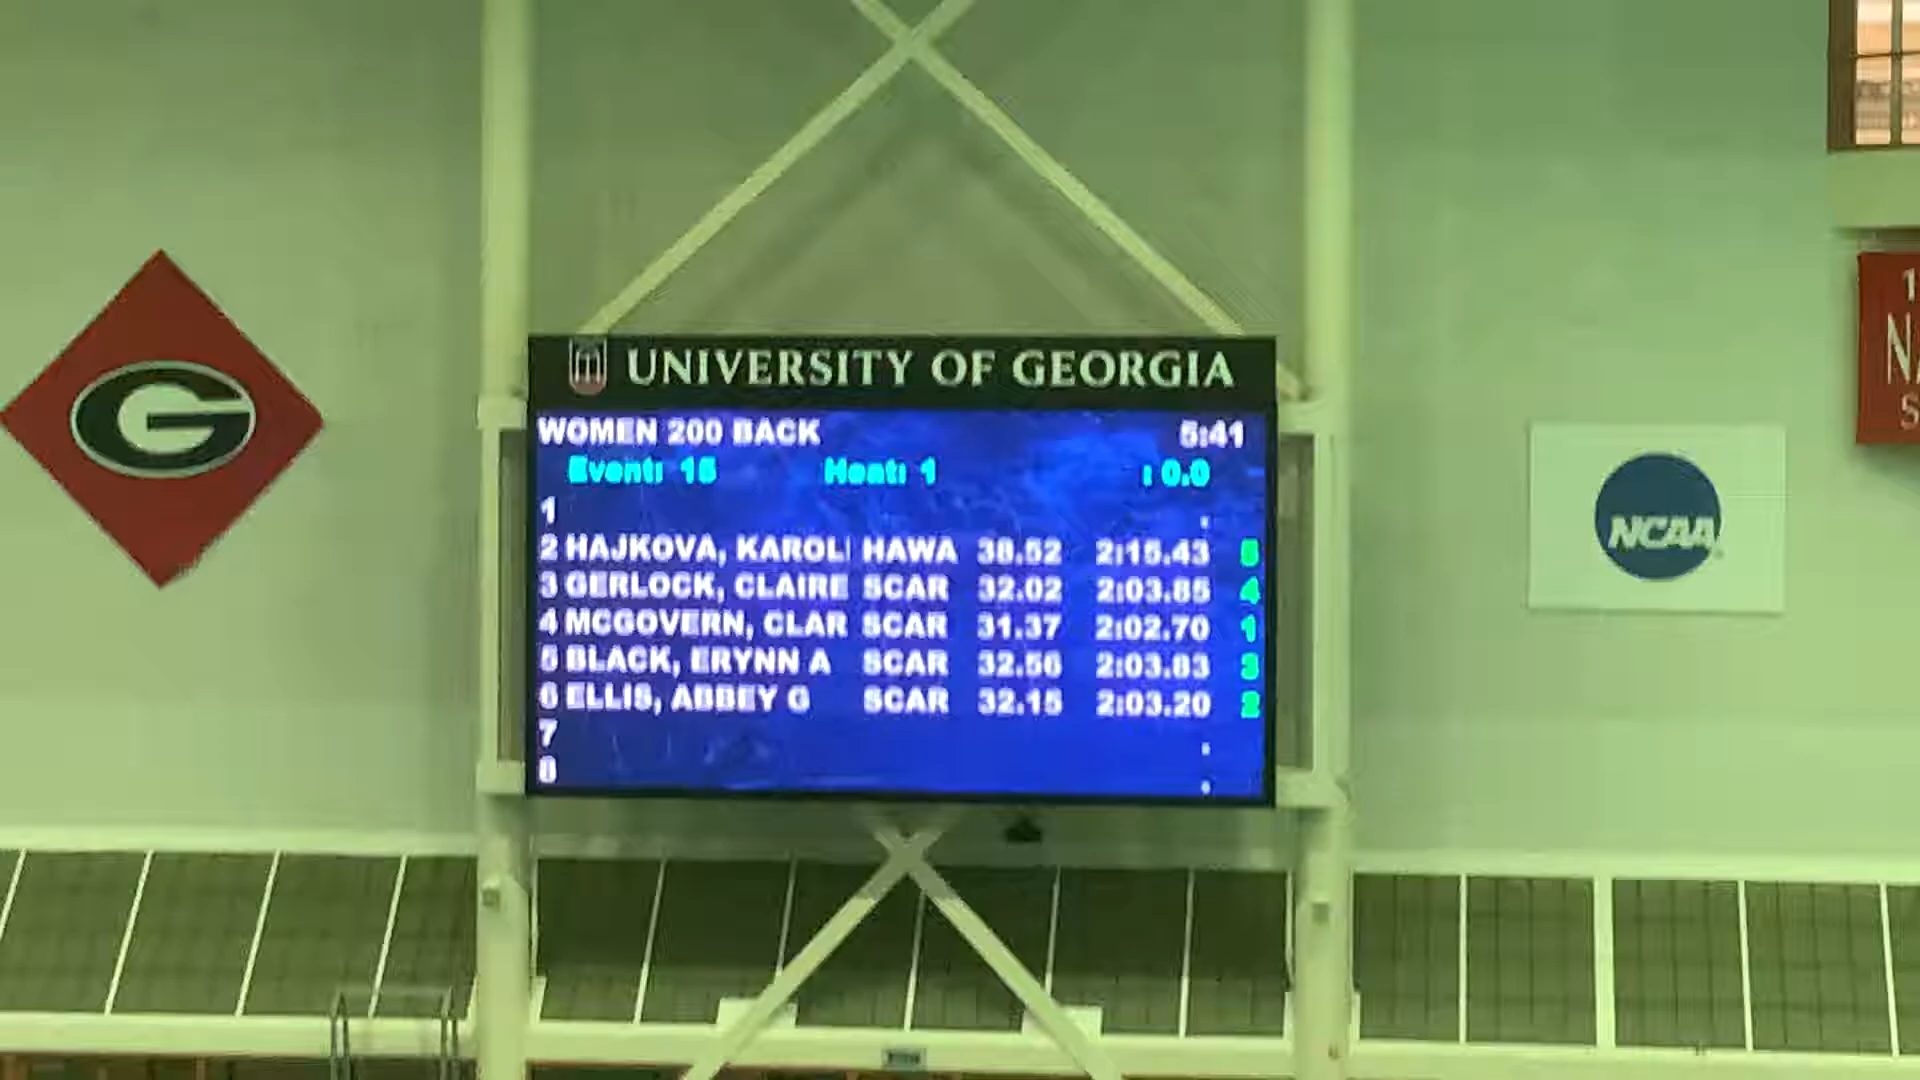 UNIVERSITY OF GEORGIA
WOMEN 200 BACK 5:41
Event: 15 Heat: 1 : 0.0
1 .
2 HAJKOVA, KAROLI HAWA 38.52 2:15.43 5
3 GERLOCK, CLAIRE SCAR 32.02 2:03.85 4
4 MCGOVERN, CLAR SCAR 31.37 2:02.70 1
5 BLACK, ERYNN A SCAR 32.56 2:03.83 3
6 ELLIS, ABBEY G SCAR 32.15 2:03.20 2
7 .
8 .
G
NCAA
1
NA
S